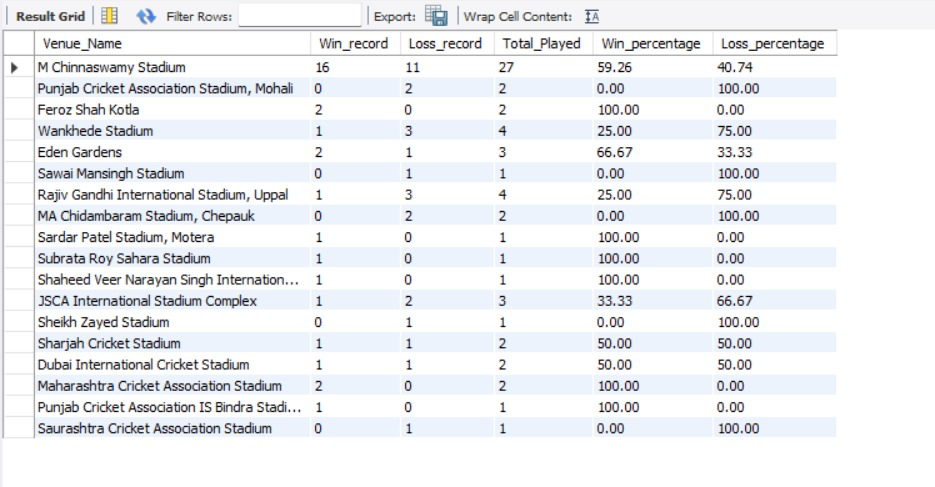 Result Grid Filter Rows: Export: Wrap Cell Content: IA
Venue_Name Win_record Loss_record Total_Played Win_percentage Loss_percentage
M Chinnaswamy Stadium 16 11 27 59.26 40.74
Punjab Cricket Association Stadium, Mohali 0 2 2 0.00 100.00
Feroz Shah Kotla 2 0 2 100.00 0.00
Wankhede Stadium 1 3 4 25.00 75.00
Eden Gardens 2 1 3 66.67 33.33
Sawai Mansingh Stadium 0 1 1 0.00 100.00
Rajiv Gandhi International Stadium, Uppal 1 3 4 25.00 75.00
MA Chidambaram Stadium, Chepauk 0 2 2 0.00 100.00
Sardar Patel Stadium, Motera 1 0 1 100.00 0.00
Subrata Roy Sahara Stadium 1 0 1 100.00 0.00
Shaheed Veer Narayan Singh Internation... 1 0 1 100.00 0.00
JSCA International Stadium Complex 1 2 3 33.33 66.67
Sheikh Zayed Stadium 0 1 1 0.00 100.00
Sharjah Cricket Stadium 1 1 2 50.00 50.00
Dubai International Cricket Stadium 1 1 2 50.00 50.00
Maharashtra Cricket Association Stadium 2 0 2 100.00 0.00
Punjab Cricket Association IS Bindra Stadi... 1 0 1 100.00 0.00
Saurashtra Cricket Association Stadium 0 1 1 0.00 100.00